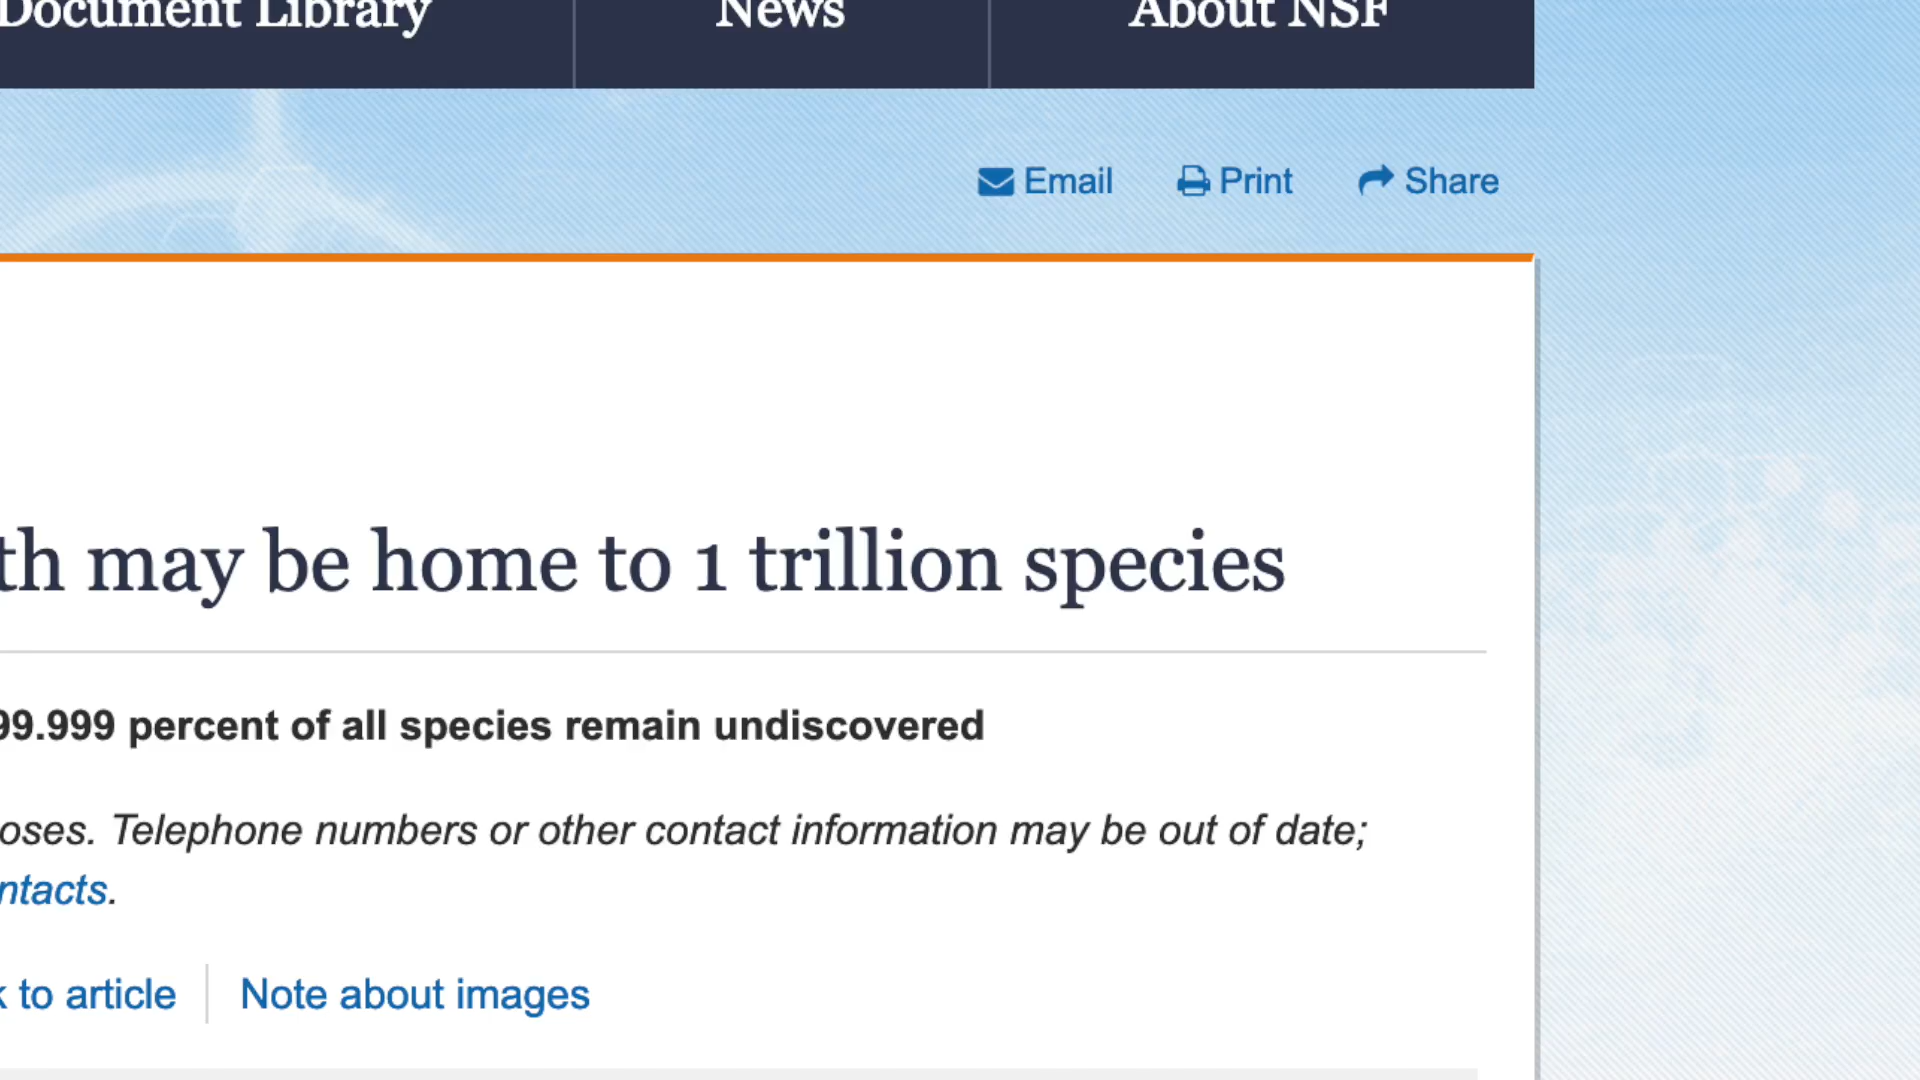 Document Library News About NSF
Email Print Share
th may be home to 1 trillion species
99.999 percent of all species remain undiscovered
oses. Telephone numbers or other contact information may be out of date;
ntacts.
k to article Note about images